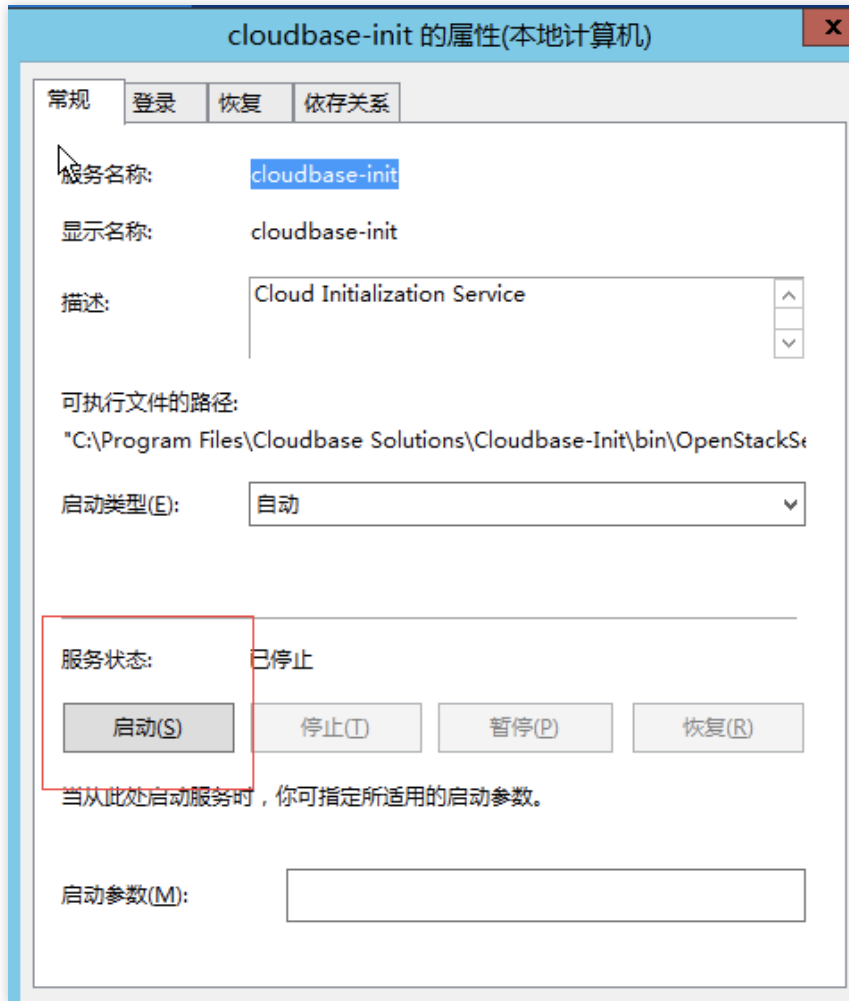 cloudbase-init 的属性(本地计算机)
x
常规 登录 恢复 依存关系
服务名称: cloudbase-init
显示名称: cloudbase-init
描述: Cloud Initialization Service
可执行文件的路径:
"C:\Program Files\Cloudbase Solutions\Cloudbase-Init\bin\OpenStackSe
启动类型(E): 自动
服务状态: 已停止
启动(S) 停止(T) 暂停(P) 恢复(R)
当从此处启动服务时，你可指定所适用的启动参数。
启动参数(M):